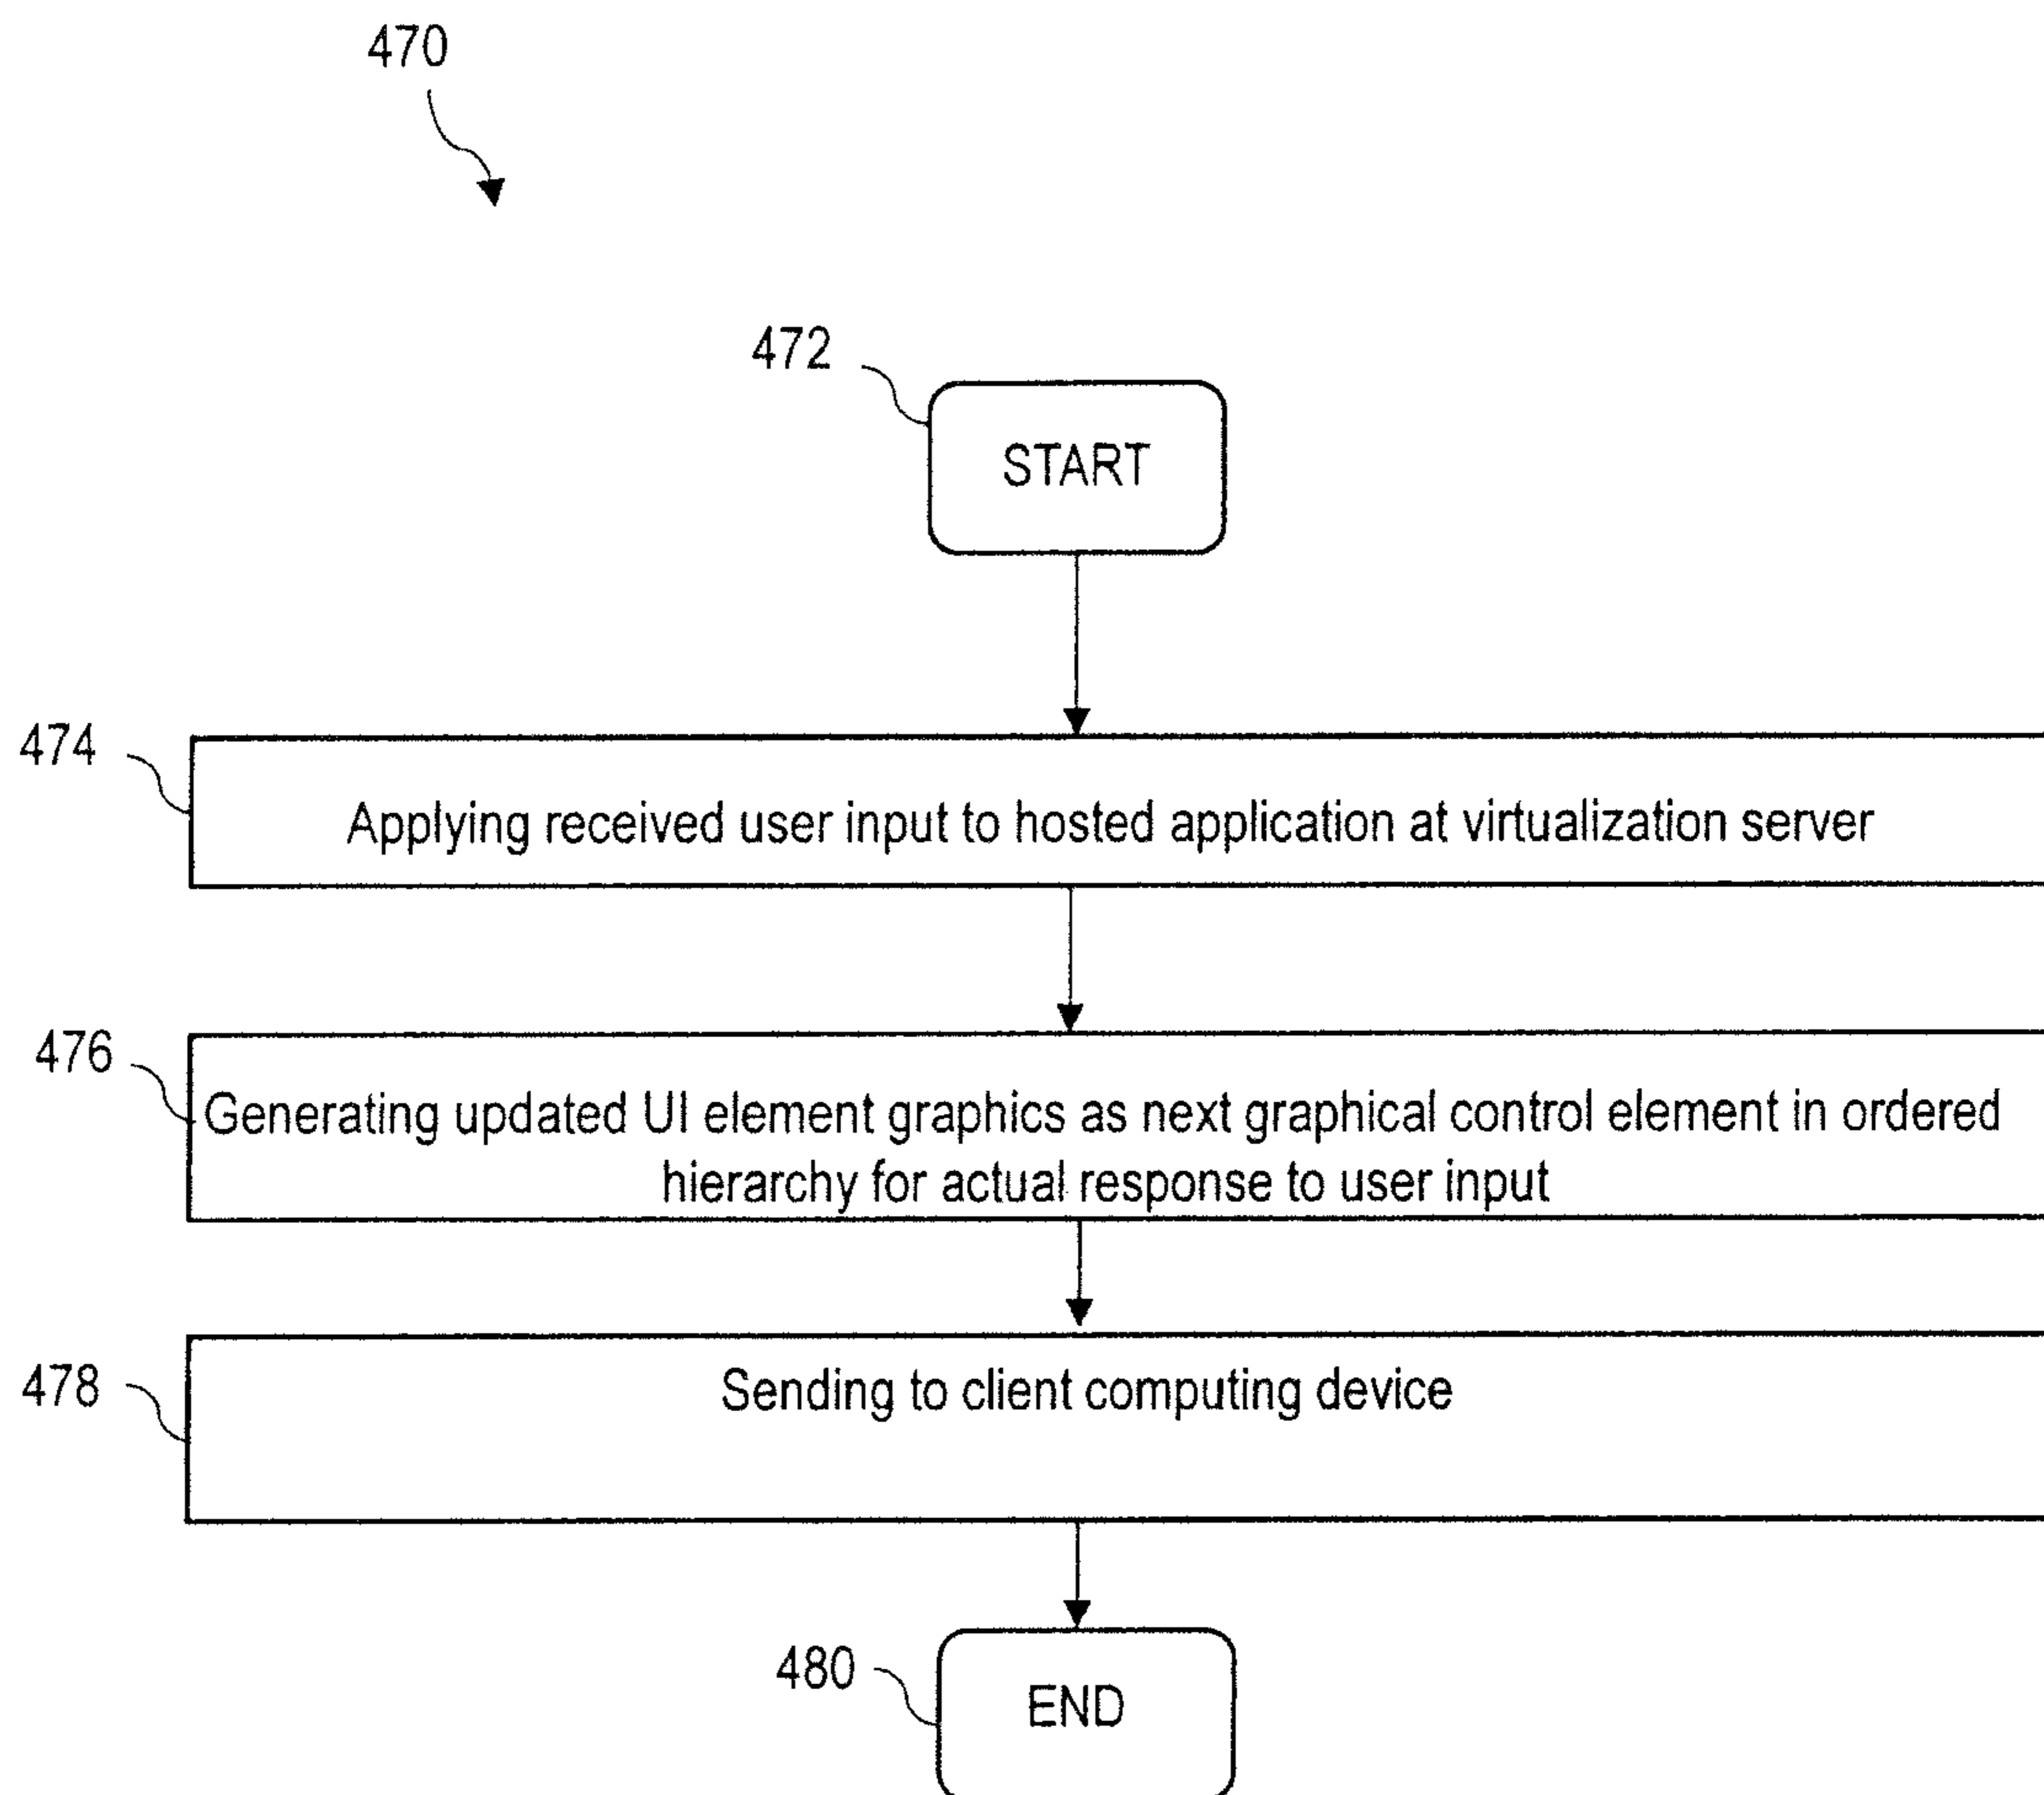 470
472
START
474
Applying received user input to hosted application at virtualization server
476
Generating updated UI element graphics as next graphical control element in ordered
hierarchy for actual response to user input
478
Sending to client computing device
480
END